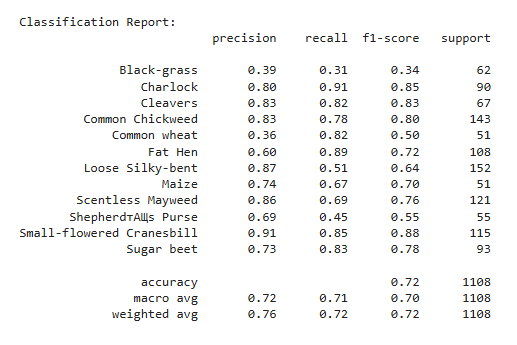 Classification Report:
precision recall f1-score support
Black-grass 0.39 0.31 0.34 62
Charlock 0.80 0.91 0.85 90
Cleavers 0.83 0.82 0.83 67
Common Chickweed 0.83 0.78 0.80 143
Common wheat 0.36 0.82 0.50 51
Fat Hen 0.60 0.89 0.72 108
Loose Silky-bent 0.87 0.51 0.64 152
Maize 0.74 0.67 0.70 51
Scentless Mayweed 0.86 0.69 0.76 121
ShepherdтАЩs Purse 0.69 0.45 0.55 55
Small-flowered Cranesbill 0.91 0.85 0.88 115
Sugar beet 0.73 0.83 0.78 93
accuracy 0.72 1108
macro avg 0.72 0.71 0.70 1108
weighted avg 0.76 0.72 0.72 1108